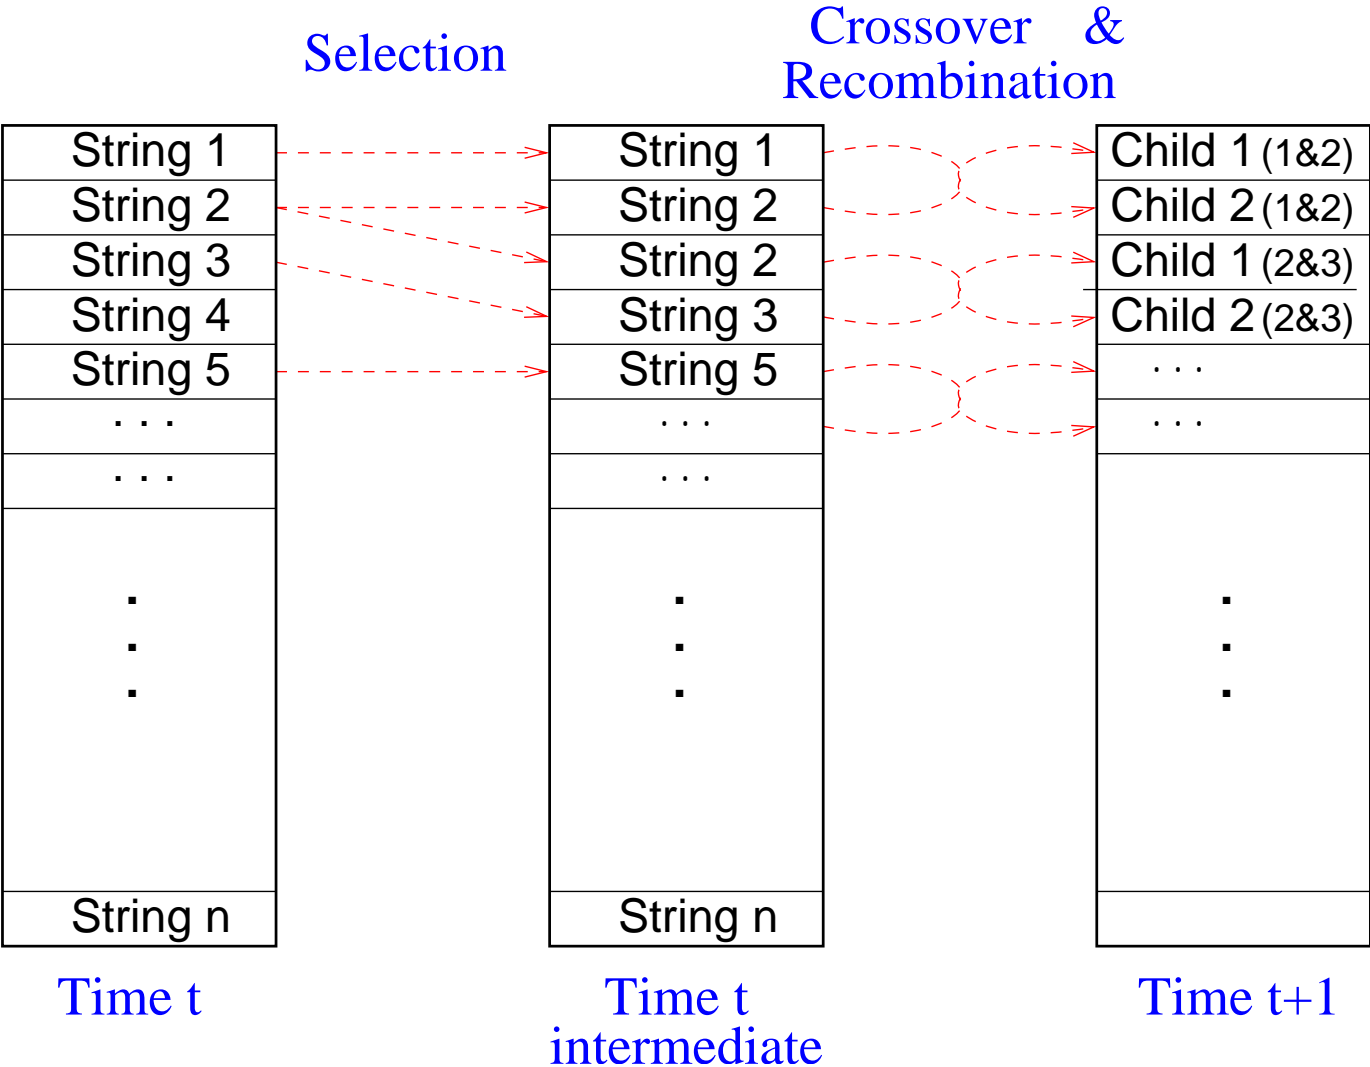 Selection
Crossover &
Recombination
String 1
String 2
String 3
String 4
String 5
. . .
. . .
.
.
.
String n
Time t
String 1
String 2
String 2
String 3
String 5
. . .
. . .
.
.
.
String n
Time t
intermediate
Child 1 (1&2)
Child 2 (1&2)
Child 1 (2&3)
Child 2 (2&3)
. . .
. . .
.
.
.
Time t+1